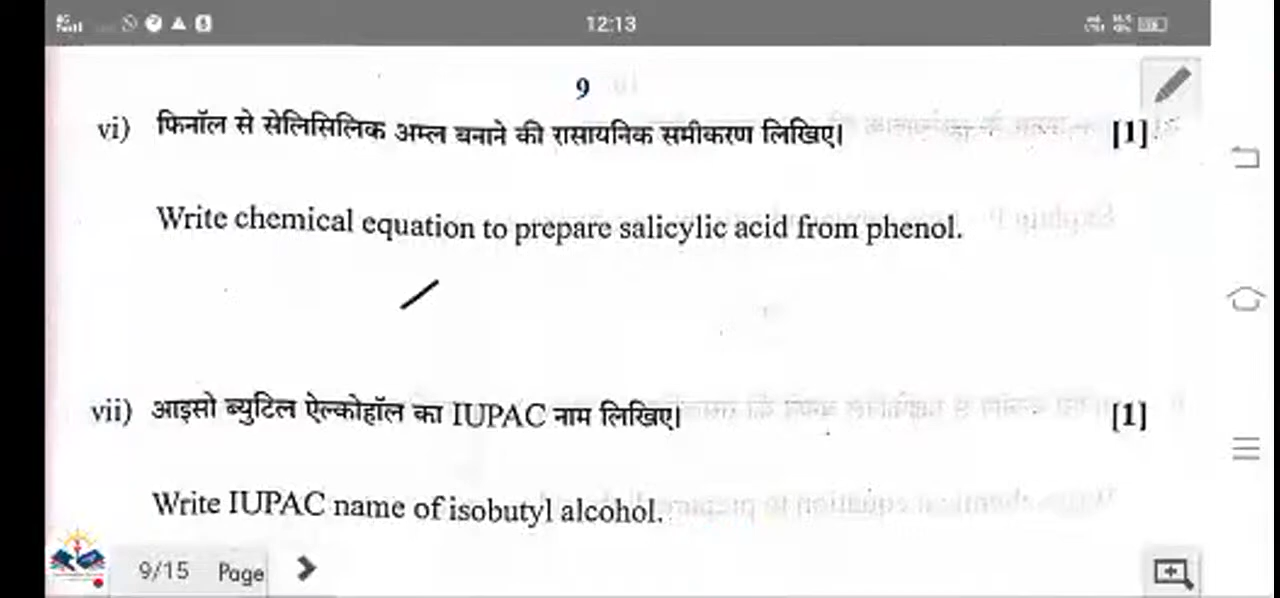 12:13
9
vi) फिनॉल से सेलिसिलिक अम्ल बनाने की रासायनिक समीकरण लिखिए। [1]
Write chemical equation to prepare salicylic acid from phenol.
vii) आइसो ब्युटिल ऐल्कोहॉल का IUPAC नाम लिखिए। [1]
Write IUPAC name of isobutyl alcohol.
9/15 Page